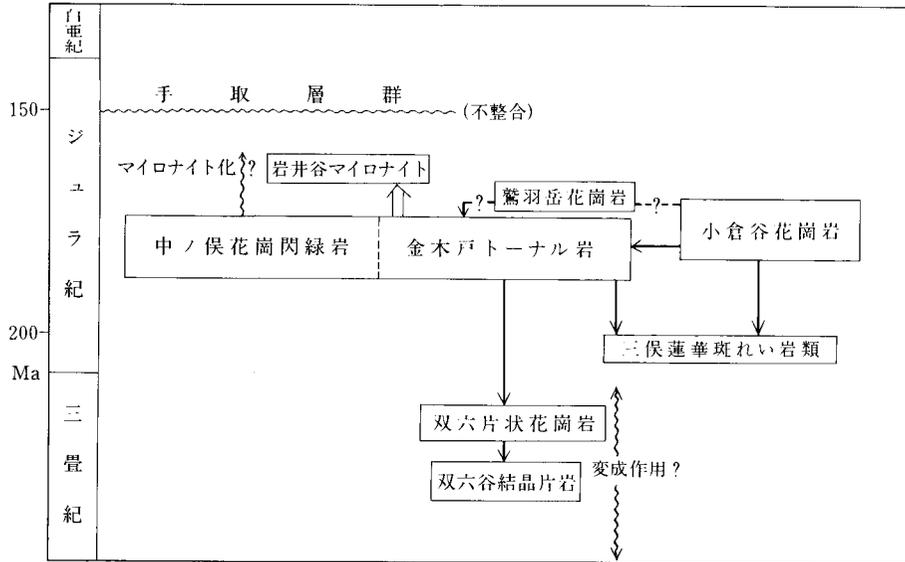 白亜紀
150
手取層群
(不整合)
ジュラ紀
マイロナイト化?
岩井谷マイロナイト
?
鷲羽岳花崗岩
?
小倉谷花崗岩
中ノ俣花崗閃緑岩
金木戸トーナル岩
200
Ma
三俣蓮華斑れい岩類
三畳紀
双六片状花崗岩
変成作用?
双六谷結晶片岩